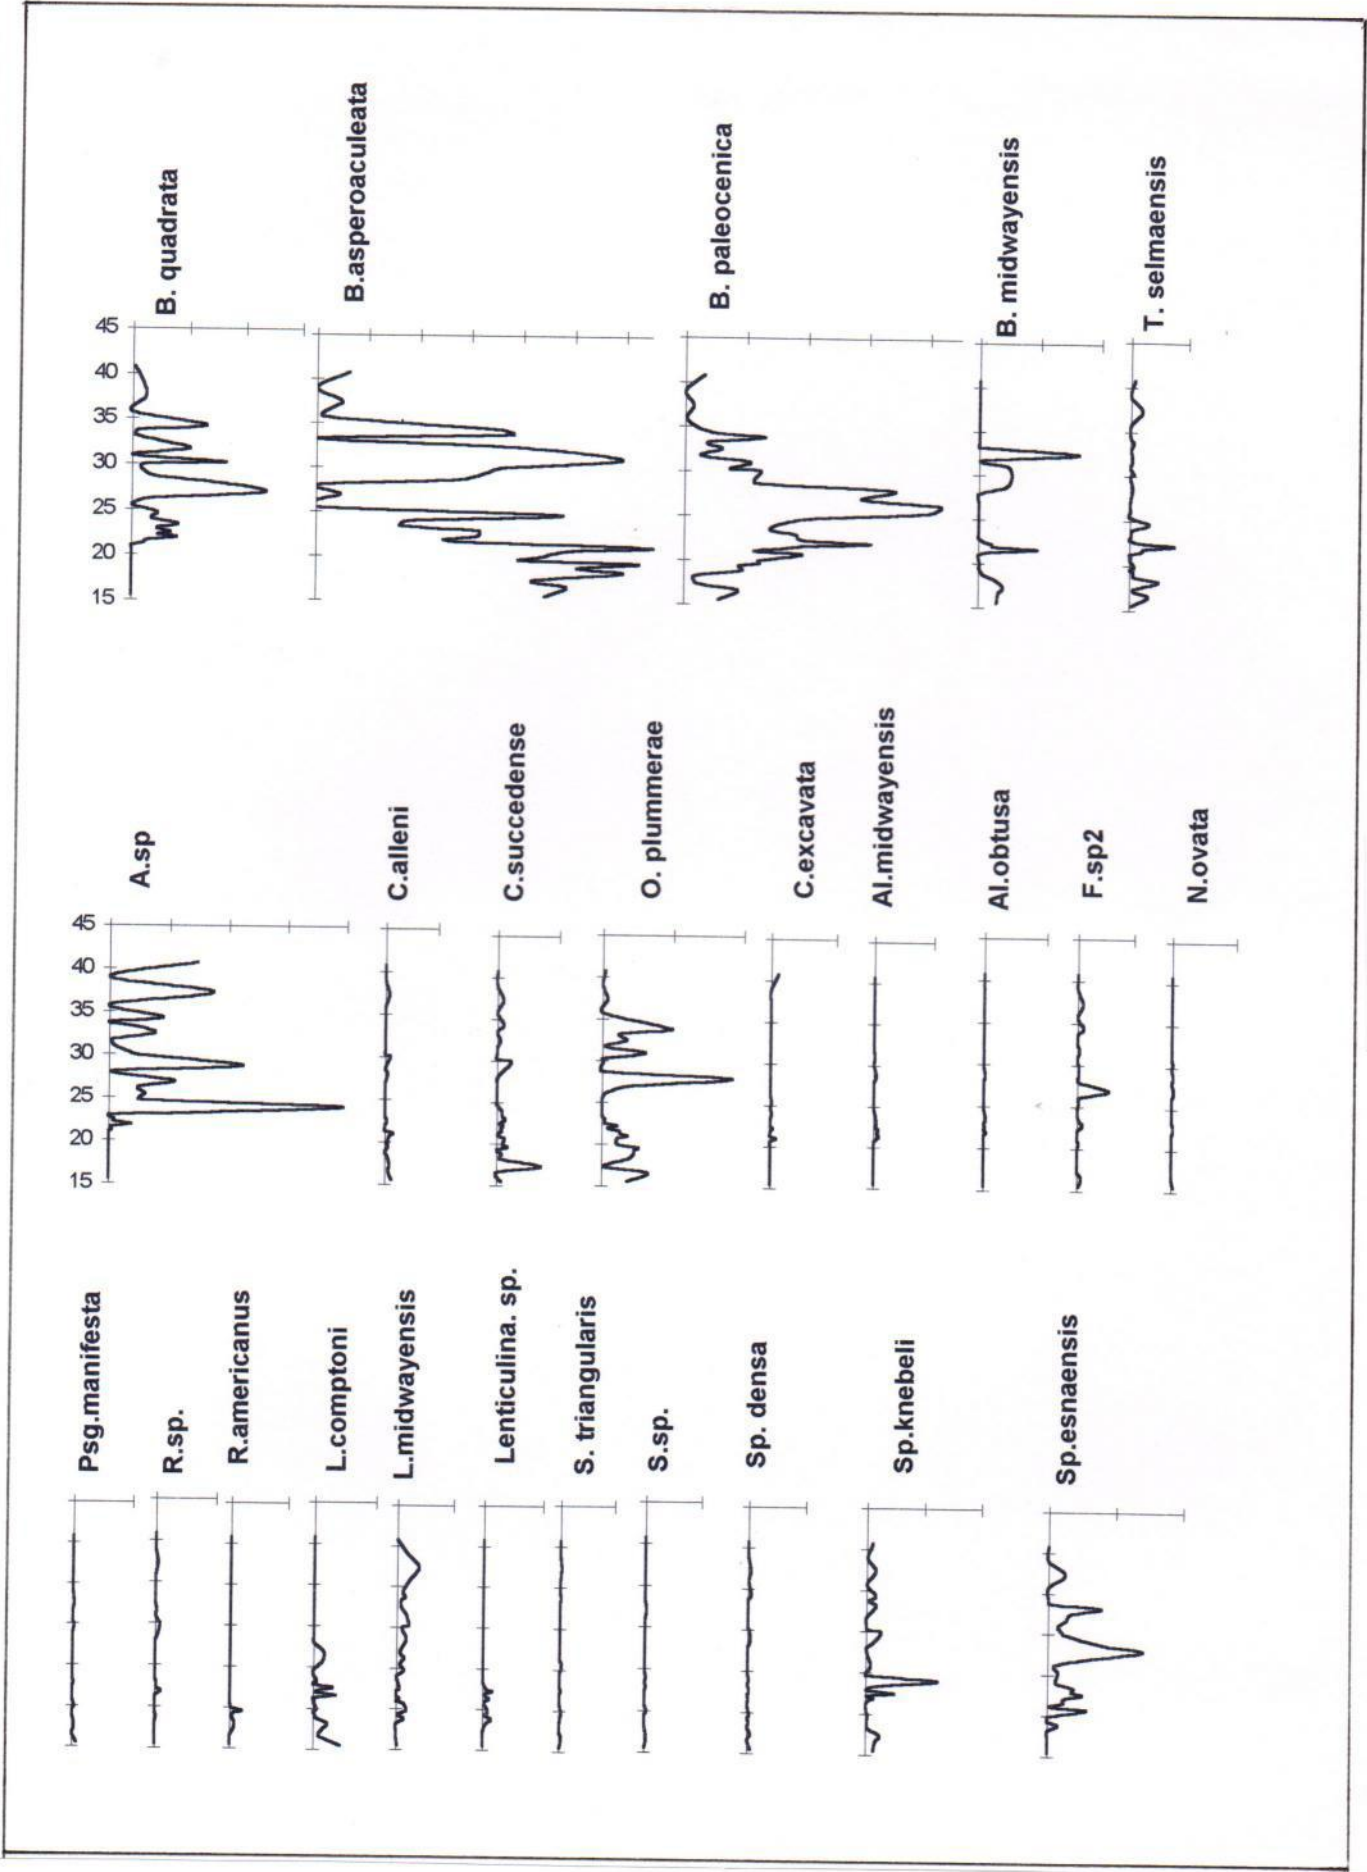 45
40
35
30
25
20
15
B. quadrata
B.asperoaculeata
B. paleocenica
B. midwayensis
T. selmaensis
45
40
35
30
25
20
15
A.sp
C.alleni
C.succedense
O. plummerae
C.excavata
Al.midwayensis
Al.obtusa
F.sp2
N.ovata
Psg.manifesta
R.sp.
R.americanus
L.comptoni
L.midwayensis
Lenticulina. sp.
S. triangularis
S.sp.
Sp. densa
Sp.knebeli
Sp.esnaensis